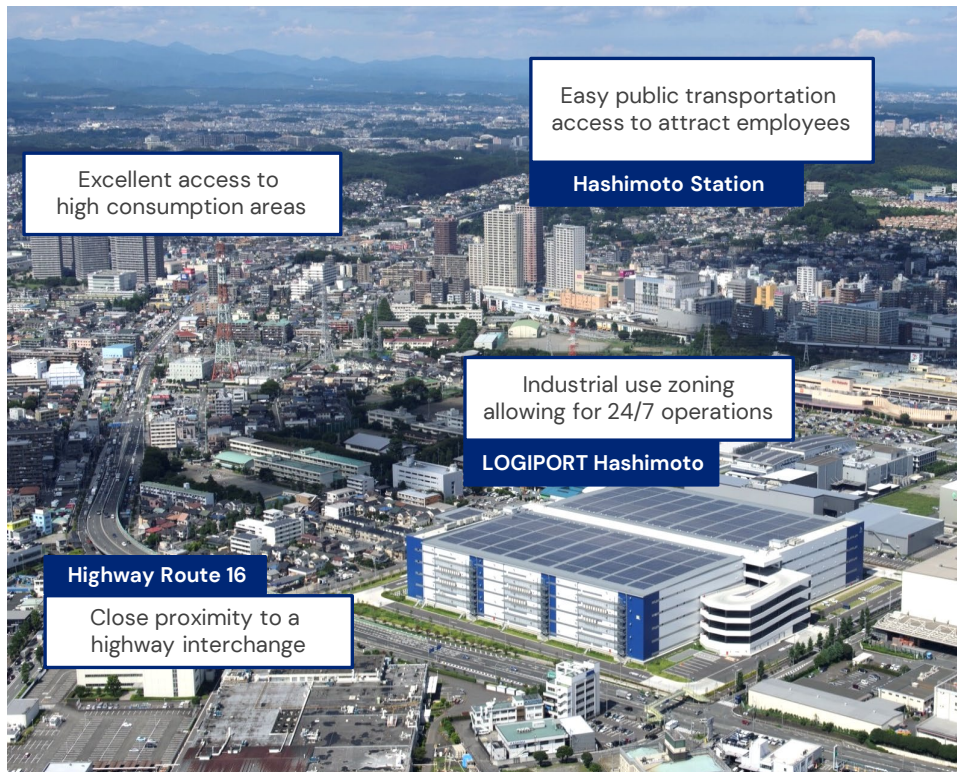 Easy public transportation
access to attract employees
Hashimoto Station
Excellent access to
high consumption areas
Industrial use zoning
allowing for 24/7 operations
LOGIPORT Hashimoto
Highway Route 16
Close proximity to a
highway interchange